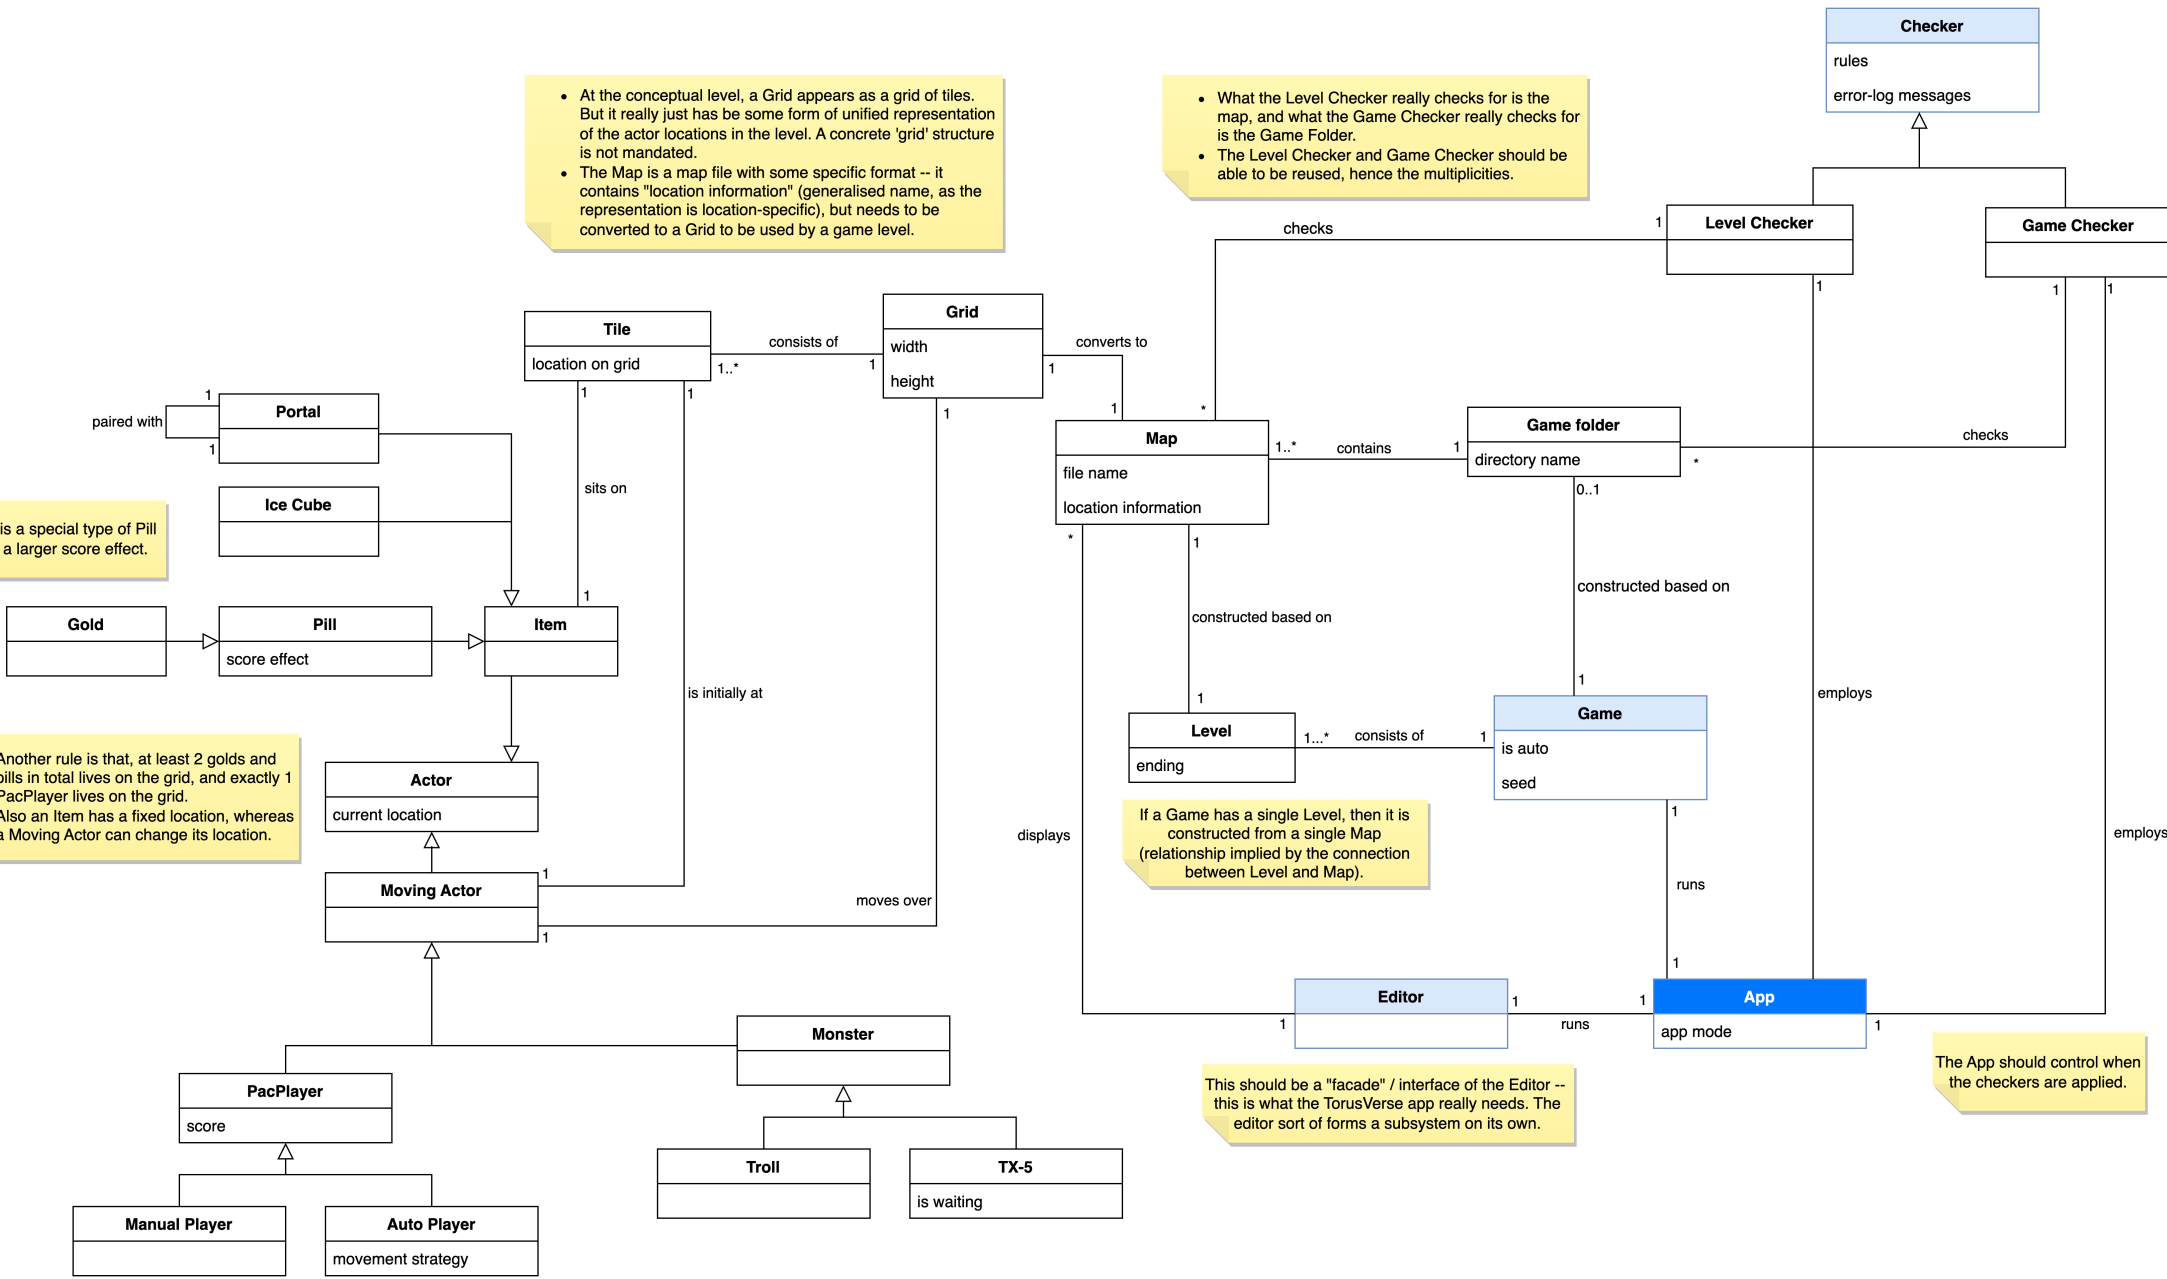 Checker
rules
error-log messages
• At the conceptual level, a Grid appears as a grid of tiles.
But it really just has be some form of unified representation
of the actor locations in the level. A concrete 'grid' structure
is not mandated.
• The Map is a map file with some specific format -- it
contains "location information" (generalised name, as the
representation is location-specific), but needs to be
converted to a Grid to be used by a game level.
• What the Level Checker really checks for is the
map, and what the Game Checker really checks for
is the Game Folder.
• The Level Checker and Game Checker should be
able to be reused, hence the multiplicities.
checks
1
Level Checker
1
Game Checker
1
1
Tile
location on grid
1..*
consists of
1
Grid
width
height
1
converts to
1
1
1
1
*
Portal
1
paired with
1
Map
file name
location information
1..*
contains
1
Game folder
directory name
*
checks
0..1
sits on
Ice Cube
is a special type of Pill
a larger score effect.
*
1
constructed based on
1
constructed based on
1
Gold
Pill
score effect
1
Item
is initially at
employs
1
Level
ending
1...*
consists of
1
Game
is auto
seed
1
Another rule is that, at least 2 golds and
pills in total lives on the grid, and exactly 1
PacPlayer lives on the grid.
Also an Item has a fixed location, whereas
a Moving Actor can change its location.
Actor
current location
displays
If a Game has a single Level, then it is
constructed from a single Map
(relationship implied by the connection
between Level and Map).
employs
1
Moving Actor
1
moves over
runs
1
Editor
1
1
runs
1
App
app mode
1
Monster
The App should control when
the checkers are applied.
This should be a "facade" / interface of the Editor --
this is what the TorusVerse app really needs. The
editor sort of forms a subsystem on its own.
PacPlayer
score
Troll
TX-5
is waiting
Manual Player
Auto Player
movement strategy